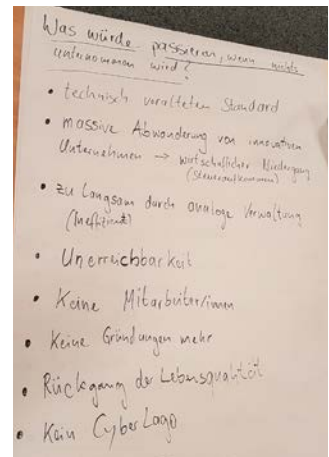 Was würde passieren, wenn nichts
unternommen wird?
• technisch veralteten Standard
• massive Abwanderung von innovativen
Unternehmen → wirtschaftlicher Niedergang
(Steueraufkommen)
• zu langsam durch analoge Verwaltung
(Ineffizient)
• Unerreichbarkeit
• Keine Mitarbeiter/innen
• Keine Gründungen mehr
• Rückgang der Lebensqualität
• Kein CyberLago